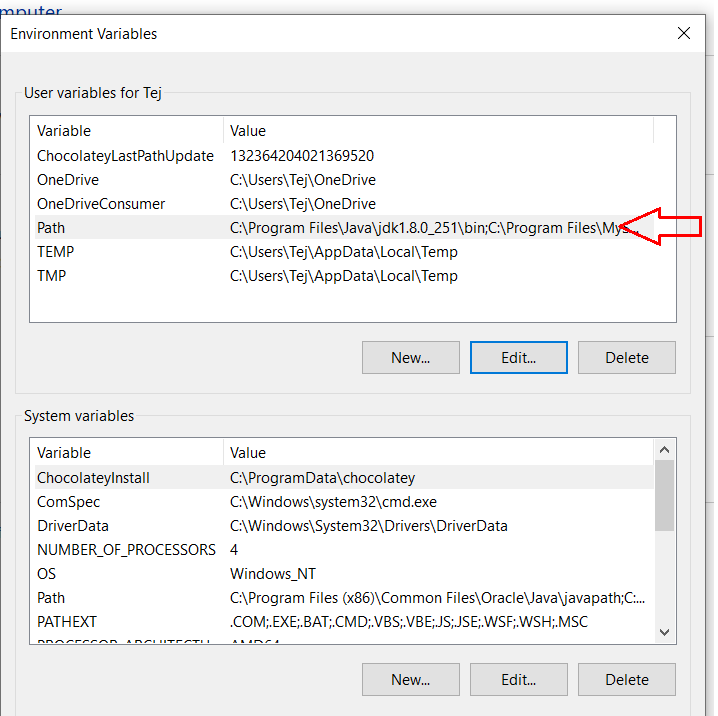 omputer
Environment Variables
User variables for Tej
Variable Value
ChocolateyLastPathUpdate 132364204021369520
OneDrive C:\Users\Tej\OneDrive
OneDriveConsumer C:\Users\Tej\OneDrive
Path C:\Program Files\Java\jdk1.8.0_251\bin;C:\Program Files\Mys...
TEMP C:\Users\Tej\AppData\Local\Temp
TMP C:\Users\Tej\AppData\Local\Temp
New... Edit... Delete
System variables
Variable Value
ChocolateyInstall C:\ProgramData\chocolatey
ComSpec C:\Windows\system32\cmd.exe
DriverData C:\Windows\System32\Drivers\DriverData
NUMBER_OF_PROCESSORS 4
OS Windows_NT
Path C:\Program Files (x86)\Common Files\Oracle\Java\javapath;C:...
PATHEXT .COM;.EXE;.BAT;.CMD;.VBS;.VBE;.JS;.JSE;.WSF;.WSH;.MSC
PROCESSOR_ARCHITECTU AMD64
New... Edit... Delete